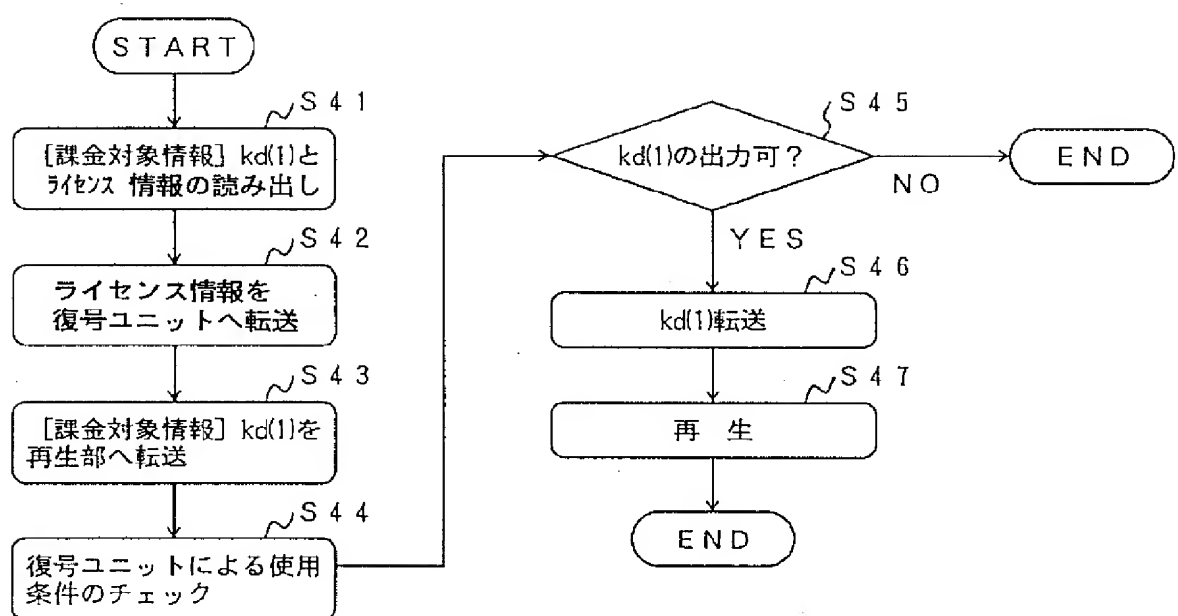 START
S41
[課金対象情報] kd(1)と
ライセンス 情報の読み出し
S42
ライセンス情報を
復号ユニットへ転送
S43
[課金対象情報] kd(1)を
再生部へ転送
S44
復号ユニットによる使用
条件のチェック
S45
kd(1)の出力可?
NO
END
YES
S46
kd(1)転送
S47
再 生
END